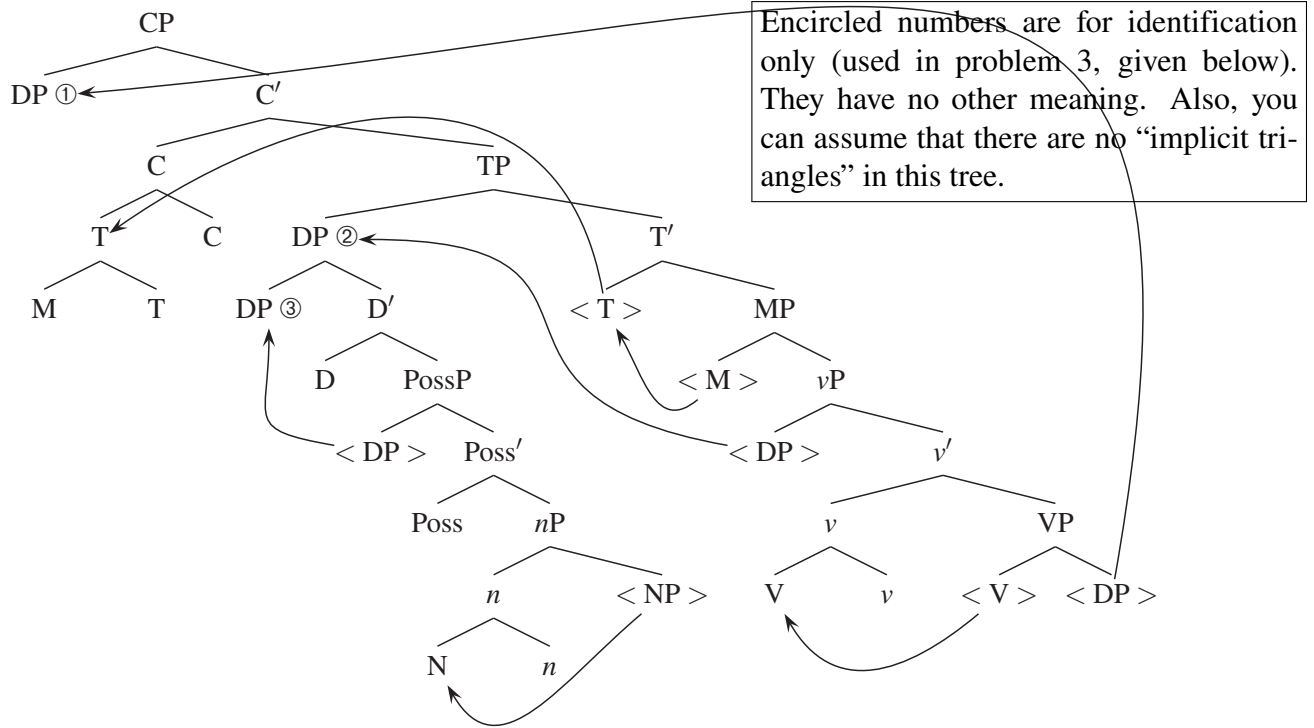 CP
Encircled numbers are for identification
only (used in problem 3, given below).
They have no other meaning. Also, you
can assume that there are no “implicit tri-
angles” in this tree.
DP ① C′
C TP
T C DP ② T′
M T DP ③ D′ < T > MP
D PossP < M > vP
< DP > Poss′ < DP > v′
Poss nP v VP
n < NP > V v < V > < DP >
N n